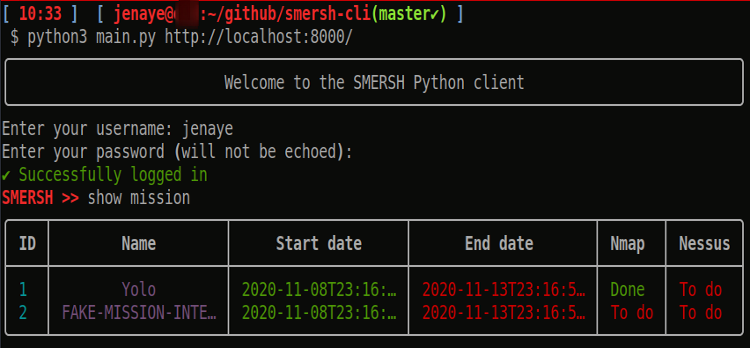 [ 10:33 ] [ jenaye@ :~/github/smersh-cli(master✔) ]
$ python3 main.py http://localhost:8000/
Welcome to the SMERSH Python client
Enter your username: jenaye
Enter your password (will not be echoed):
✔ Successfully logged in
SMERSH >> show mission
ID Name Start date End date Nmap Nessus
1 Yolo 2020-11-08T23:16:… 2020-11-13T23:16:5… Done To do
2 FAKE-MISSION-INTE… 2020-11-08T23:16:… 2020-11-13T23:16:5… To do To do